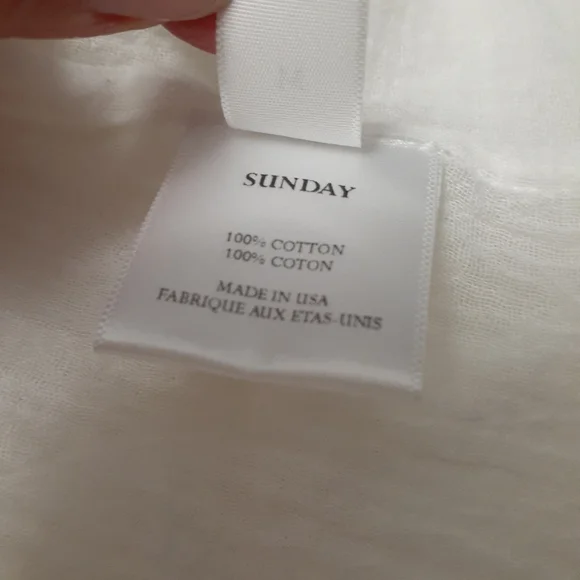 SUNDAY
100% COTTON
100% COTON
MADE IN USA
FABRIQUE AUX ETAS-UNIS